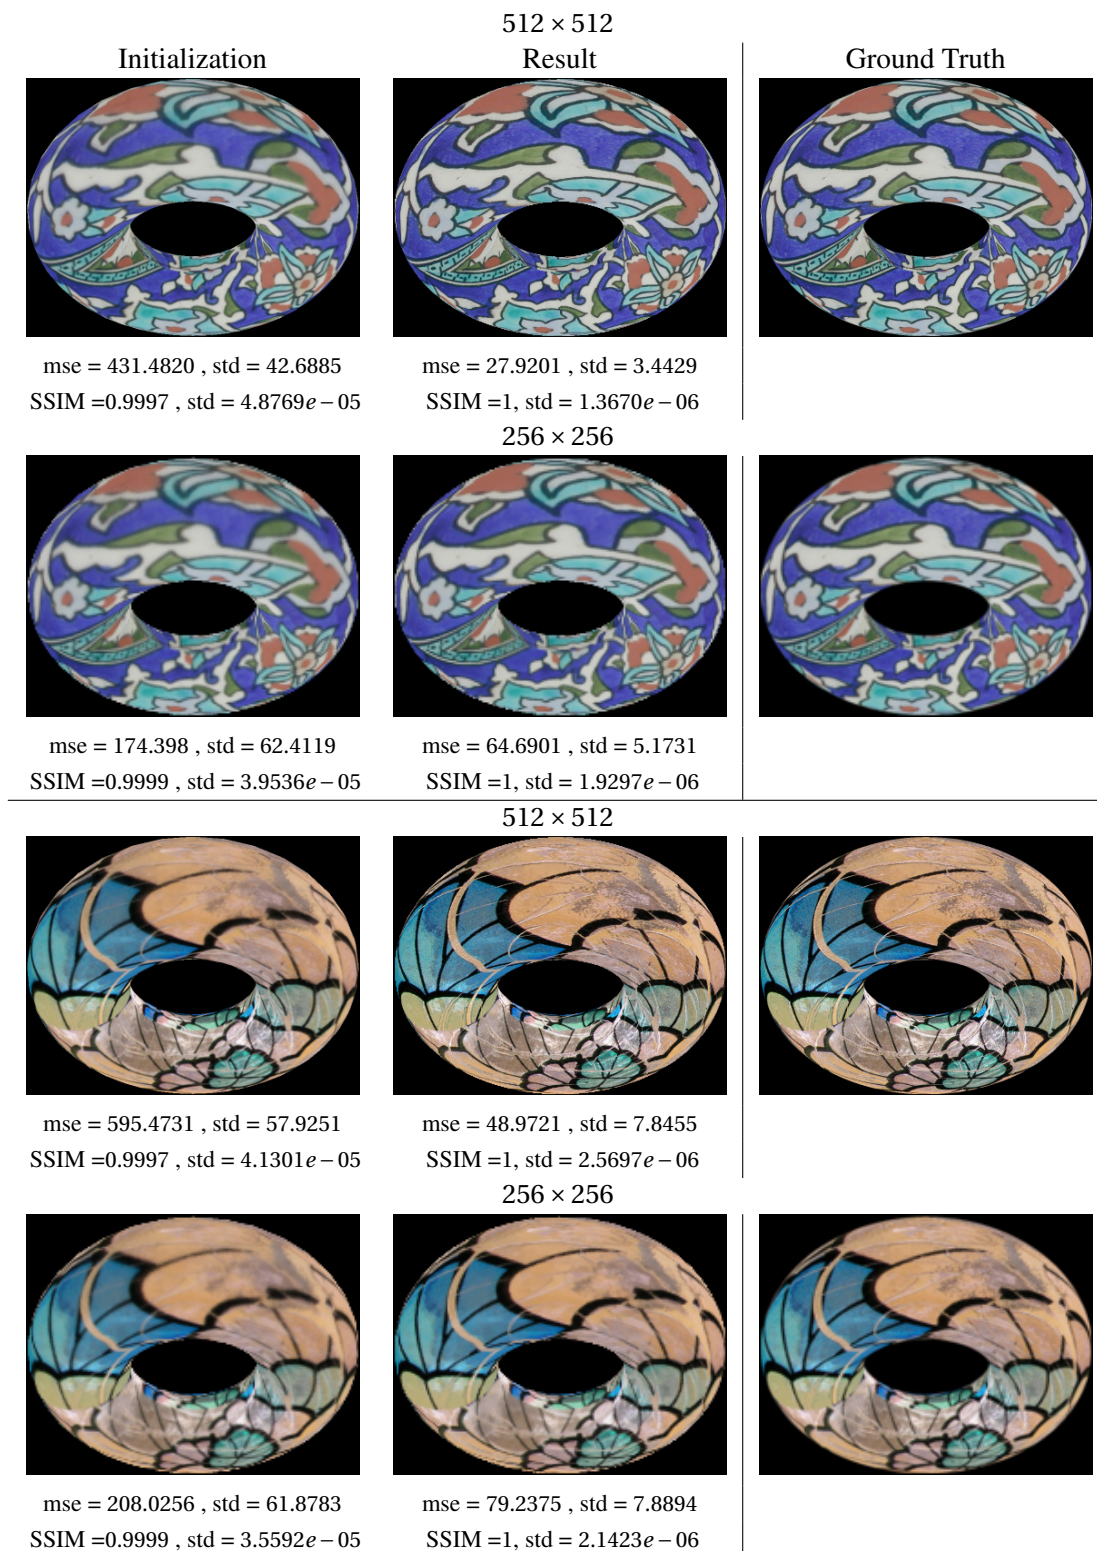 512 × 512
Initialization Result Ground Truth
mse = 431.4820 , std = 42.6885 mse = 27.9201 , std = 3.4429
SSIM =0.9997 , std = 4.8769e − 05 SSIM =1, std = 1.3670e − 06
256 × 256
mse = 174.398 , std = 62.4119 mse = 64.6901 , std = 5.1731
SSIM =0.9999 , std = 3.9536e − 05 SSIM =1, std = 1.9297e − 06
512 × 512
mse = 595.4731 , std = 57.9251 mse = 48.9721 , std = 7.8455
SSIM =0.9997 , std = 4.1301e − 05 SSIM =1, std = 2.5697e − 06
256 × 256
mse = 208.0256 , std = 61.8783 mse = 79.2375 , std = 7.8894
SSIM =0.9999 , std = 3.5592e − 05 SSIM =1, std = 2.1423e − 06